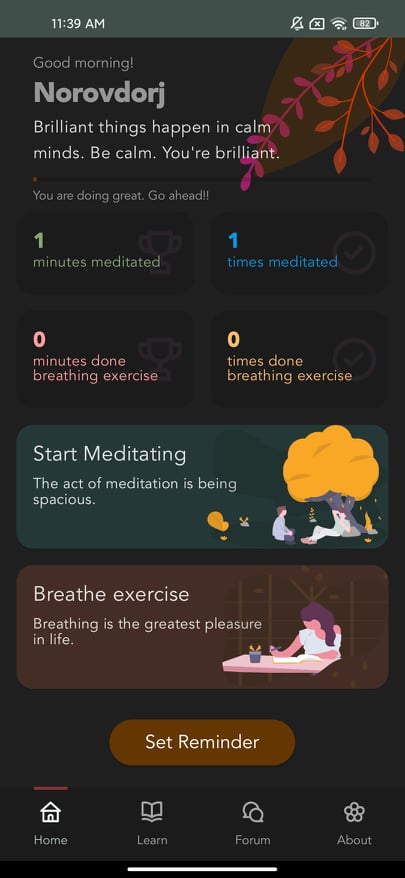 11:39 AM
82
Good morning!
Norovdorj
Brilliant things happen in calm
minds. Be calm. You're brilliant.
You are doing great. Go ahead!!
1
minutes meditated
1
times meditated
0
minutes done
breathing exercise
0
times done
breathing exercise
Start Meditating
The act of meditation is being
spacious.
Breathe exercise
Breathing is the greatest pleasure
in life.
Set Reminder
Home
Learn
Forum
About